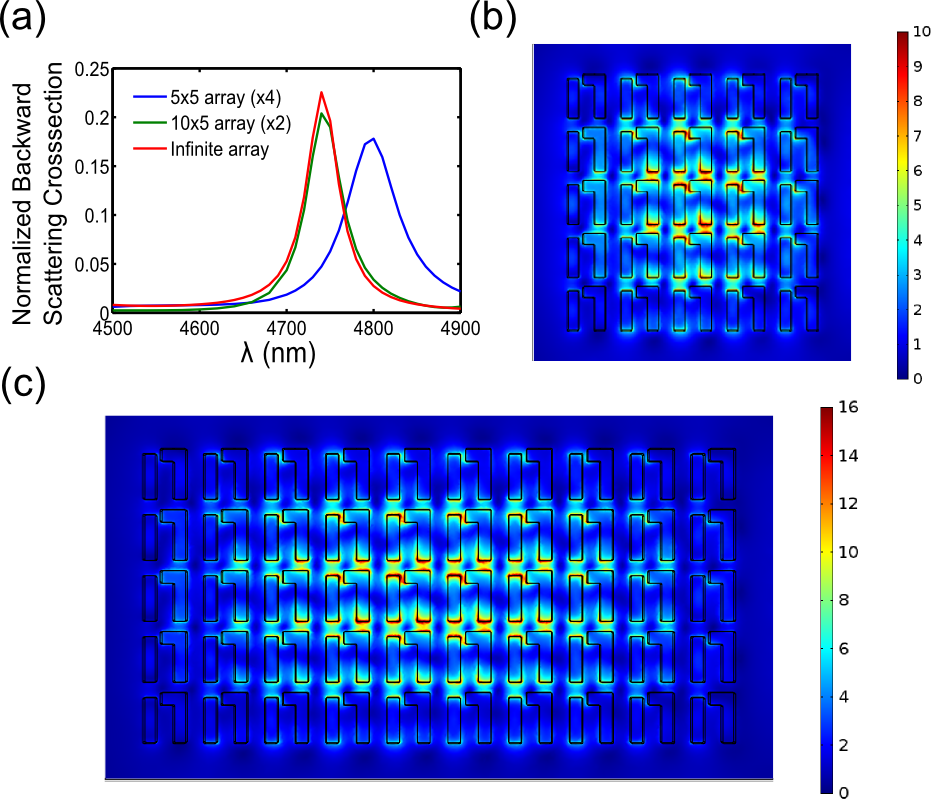 (a)
Normalized Backward
Scattering Crosssection
0.25
0.2
0.15
0.1
0.05
0
5x5 array (x4)
10x5 array (x2)
Infinite array
4500 4600 4700 4800 4900
λ (nm)
(b)
10
9
8
7
6
5
4
3
2
1
0
(c)
16
14
12
10
8
6
4
2
0